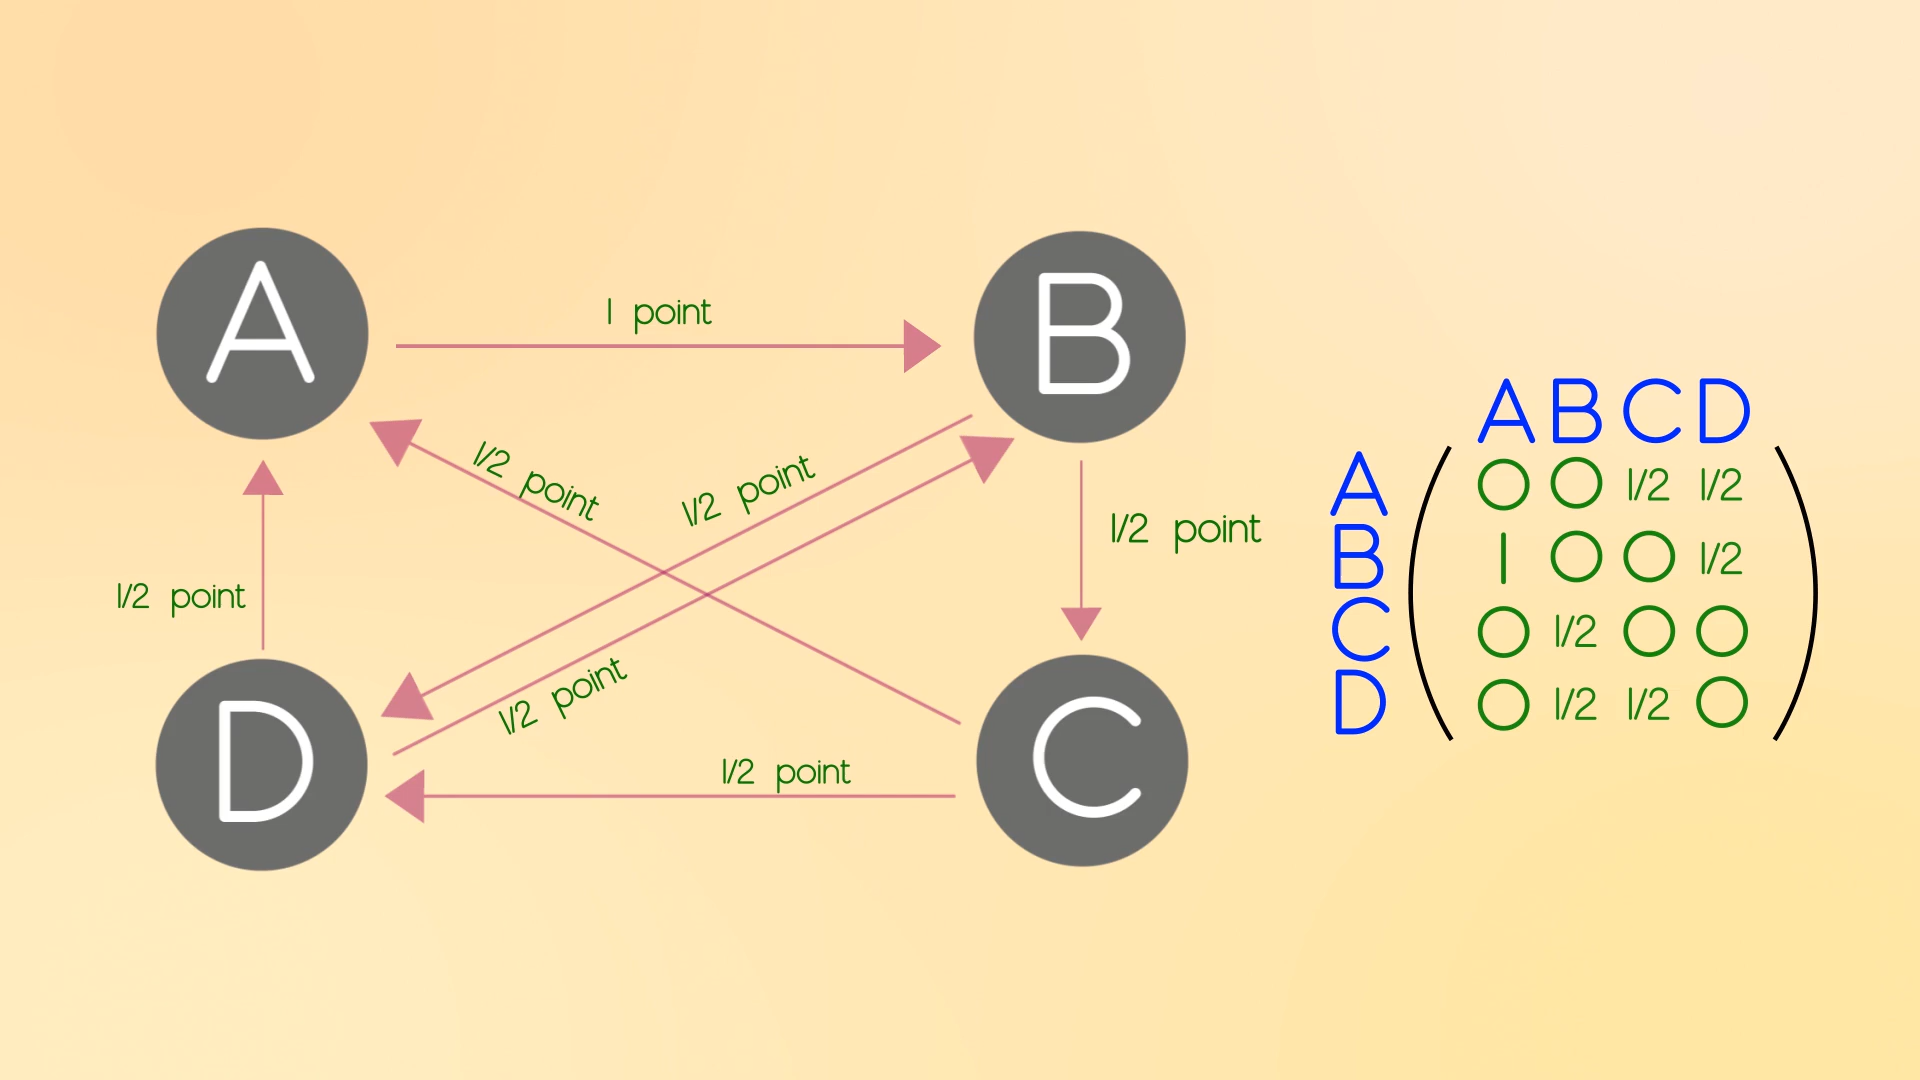 A
1 point
B
1/2 point
1/2 point
1/2 point
1/2 point
1/2 point
D
1/2 point
C
A B C D
A 0 0 1/2 1/2
B 1 0 0 1/2
C 0 1/2 0 0
D 0 1/2 1/2 0